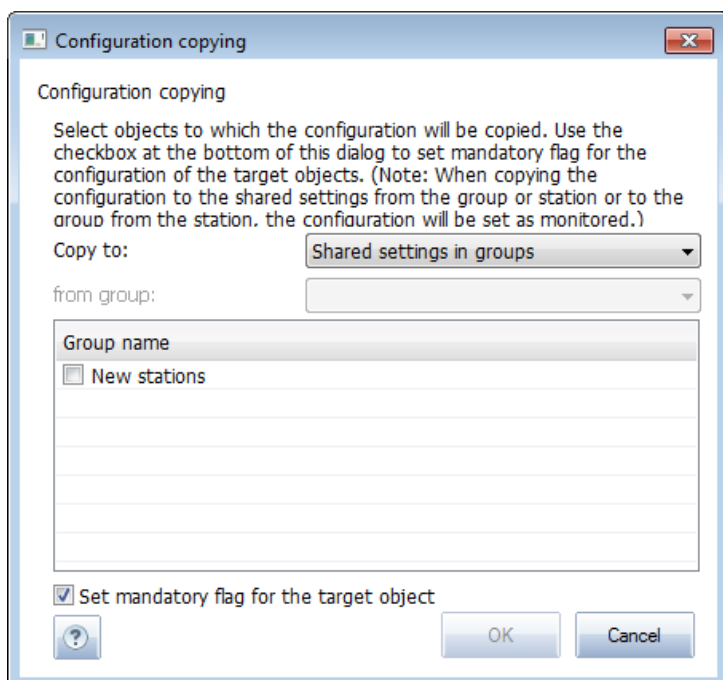 Configuration copying
Configuration copying
Select objects to which the configuration will be copied. Use the
checkbox at the bottom of this dialog to set mandatory flag for the
configuration of the target objects. (Note: When copying the
configuration to the shared settings from the group or station or to the
group from the station, the configuration will be set as monitored.)
Copy to:
Shared settings in groups
from group:
Group name
New stations
Set mandatory flag for the target object
?
OK
Cancel